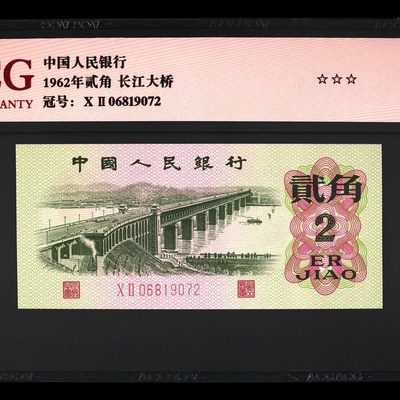 中国人民银行
1962年贰角 长江大桥
冠号: X II 06819072
☆☆☆
中國人民銀行
貳角
2
ER
JIAO
X II 06819072